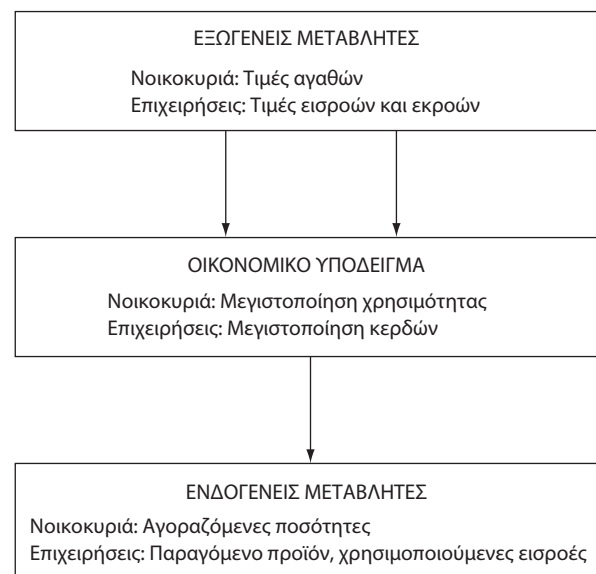 ΕΞΩΓΕΝΕΙΣ ΜΕΤΑΒΛΗΤΕΣ
Νοικοκυριά: Τιμές αγαθών
Επιχειρήσεις: Τιμές εισροών και εκροών
ΟΙΚΟΝΟΜΙΚΟ ΥΠΟΔΕΙΓΜΑ
Νοικοκυριά: Μεγιστοποίηση χρησιμότητας
Επιχειρήσεις: Μεγιστοποίηση κερδών
ΕΝΔΟΓΕΝΕΙΣ ΜΕΤΑΒΛΗΤΕΣ
Νοικοκυριά: Αγοραζόμενες ποσότητες
Επιχειρήσεις: Παραγόμενο προϊόν, χρησιμοποιούμενες εισροές